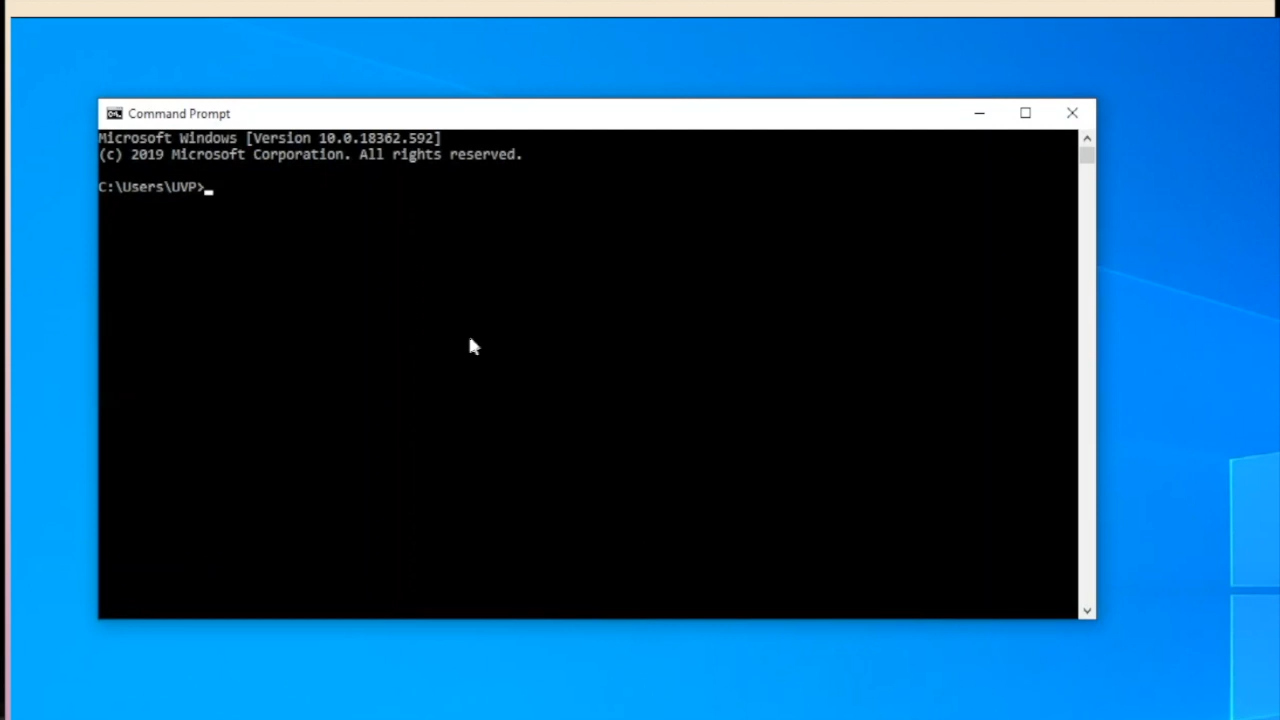 Command Prompt
Microsoft Windows [Version 10.0.18362.592]
(c) 2019 Microsoft Corporation. All rights reserved.
C:\Users\UVP>